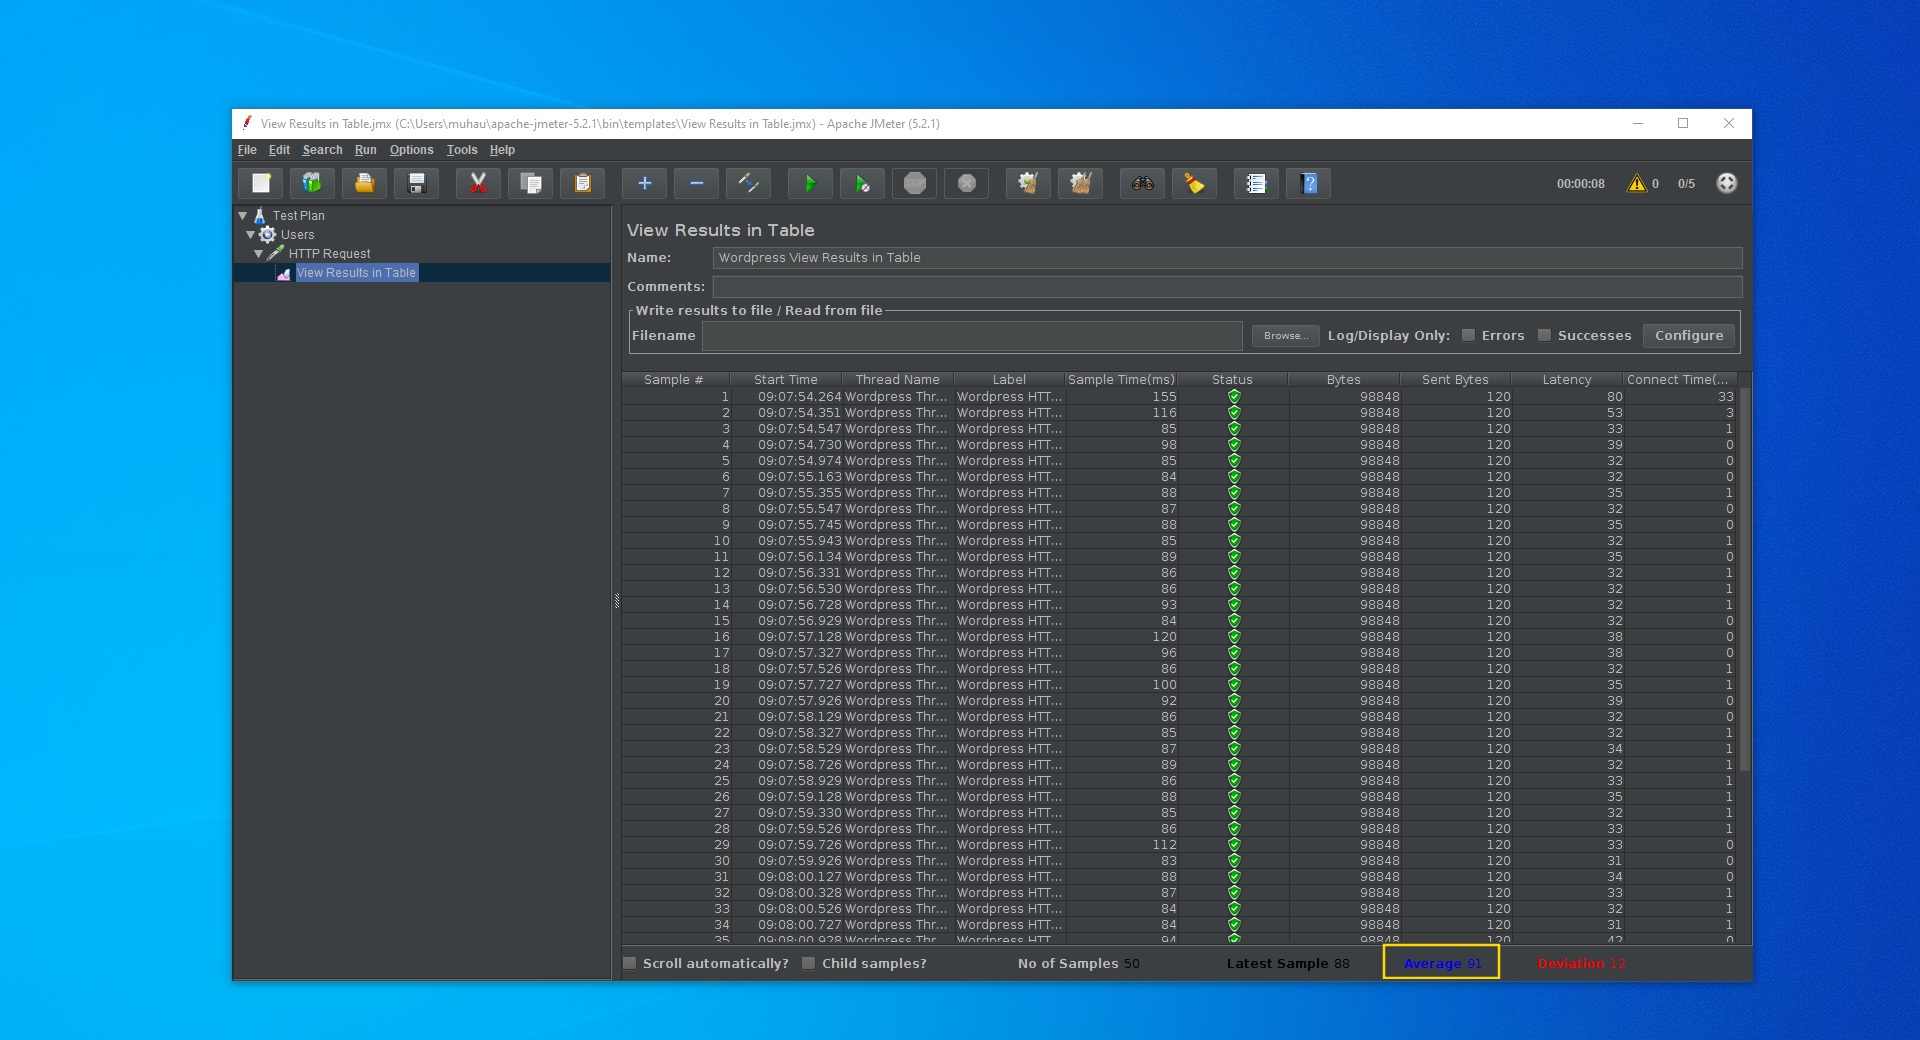 View Results in Table.jmx (C:\Users\muhau\apache-jmeter-5.2.1\bin\templates\View Results in Table.jmx) - Apache JMeter (5.2.1)
File Edit Search Run Options Tools Help
STOP
00:00:08 0 0/5
Test Plan
Users
HTTP Request
View Results in Table
View Results in Table
Name: Wordpress View Results in Table
Comments:
Write results to file / Read from file
Filename Browse... Log/Display Only: Errors Successes Configure
Sample # Start Time Thread Name Label Sample Time(ms) Status Bytes Sent Bytes Latency Connect Time(...
1 09:07:54.264 Wordpress Thr... Wordpress HTT... 155 98848 120 80 33
2 09:07:54.351 Wordpress Thr... Wordpress HTT... 116 98848 120 53 3
3 09:07:54.547 Wordpress Thr... Wordpress HTT... 85 98848 120 33 1
4 09:07:54.730 Wordpress Thr... Wordpress HTT... 98 98848 120 39 0
5 09:07:54.974 Wordpress Thr... Wordpress HTT... 85 98848 120 32 0
6 09:07:55.163 Wordpress Thr... Wordpress HTT... 84 98848 120 32 0
7 09:07:55.355 Wordpress Thr... Wordpress HTT... 88 98848 120 35 1
8 09:07:55.547 Wordpress Thr... Wordpress HTT... 87 98848 120 32 0
9 09:07:55.745 Wordpress Thr... Wordpress HTT... 88 98848 120 35 0
10 09:07:55.943 Wordpress Thr... Wordpress HTT... 85 98848 120 32 1
11 09:07:56.134 Wordpress Thr... Wordpress HTT... 89 98848 120 35 0
12 09:07:56.331 Wordpress Thr... Wordpress HTT... 86 98848 120 32 1
13 09:07:56.530 Wordpress Thr... Wordpress HTT... 86 98848 120 32 1
14 09:07:56.728 Wordpress Thr... Wordpress HTT... 93 98848 120 32 1
15 09:07:56.929 Wordpress Thr... Wordpress HTT... 84 98848 120 32 0
16 09:07:57.128 Wordpress Thr... Wordpress HTT... 120 98848 120 38 0
17 09:07:57.327 Wordpress Thr... Wordpress HTT... 96 98848 120 38 0
18 09:07:57.526 Wordpress Thr... Wordpress HTT... 86 98848 120 32 1
19 09:07:57.727 Wordpress Thr... Wordpress HTT... 100 98848 120 35 1
20 09:07:57.926 Wordpress Thr... Wordpress HTT... 92 98848 120 39 0
21 09:07:58.129 Wordpress Thr... Wordpress HTT... 86 98848 120 32 0
22 09:07:58.327 Wordpress Thr... Wordpress HTT... 85 98848 120 32 1
23 09:07:58.529 Wordpress Thr... Wordpress HTT... 87 98848 120 34 1
24 09:07:58.726 Wordpress Thr... Wordpress HTT... 89 98848 120 32 1
25 09:07:58.929 Wordpress Thr... Wordpress HTT... 86 98848 120 33 1
26 09:07:59.128 Wordpress Thr... Wordpress HTT... 88 98848 120 35 1
27 09:07:59.330 Wordpress Thr... Wordpress HTT... 85 98848 120 32 1
28 09:07:59.526 Wordpress Thr... Wordpress HTT... 86 98848 120 33 1
29 09:07:59.726 Wordpress Thr... Wordpress HTT... 112 98848 120 33 0
30 09:07:59.926 Wordpress Thr... Wordpress HTT... 83 98848 120 31 0
31 09:08:00.127 Wordpress Thr... Wordpress HTT... 88 98848 120 34 0
32 09:08:00.328 Wordpress Thr... Wordpress HTT... 87 98848 120 33 1
33 09:08:00.526 Wordpress Thr... Wordpress HTT... 84 98848 120 32 1
34 09:08:00.727 Wordpress Thr... Wordpress HTT... 84 98848 120 31 1
35 09:08:00.928 Wordpress Thr... Wordpress HTT... 94 98848 120 42 0
Scroll automatically? Child samples? No of Samples 50 Latest Sample 88 Average 91 Deviation 12